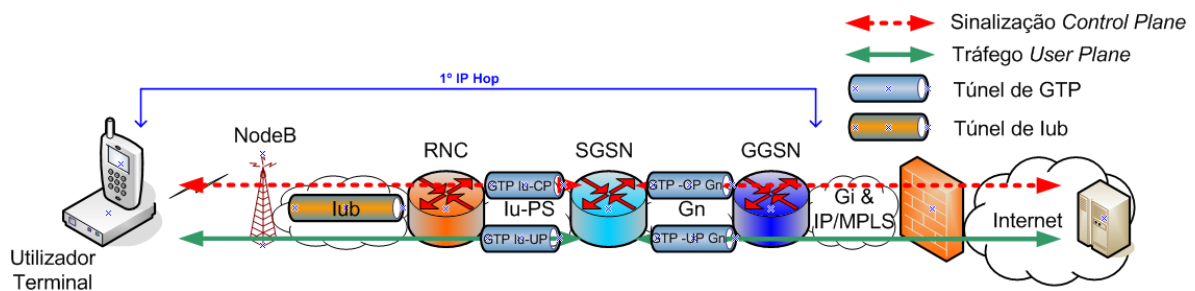 Sinalização Control Plane
Tráfego User Plane
1º IP Hop
Túnel de GTP
Túnel de Iub
NodeB
RNC
SGSN
GGSN
GTP Iu-CP
GTP -CP Gn
Iub
Iu-PS
Gn
Gi &
IP/MPLS
Internet
GTP Iu-UP
GTP -UP Gn
Utilizador
Terminal